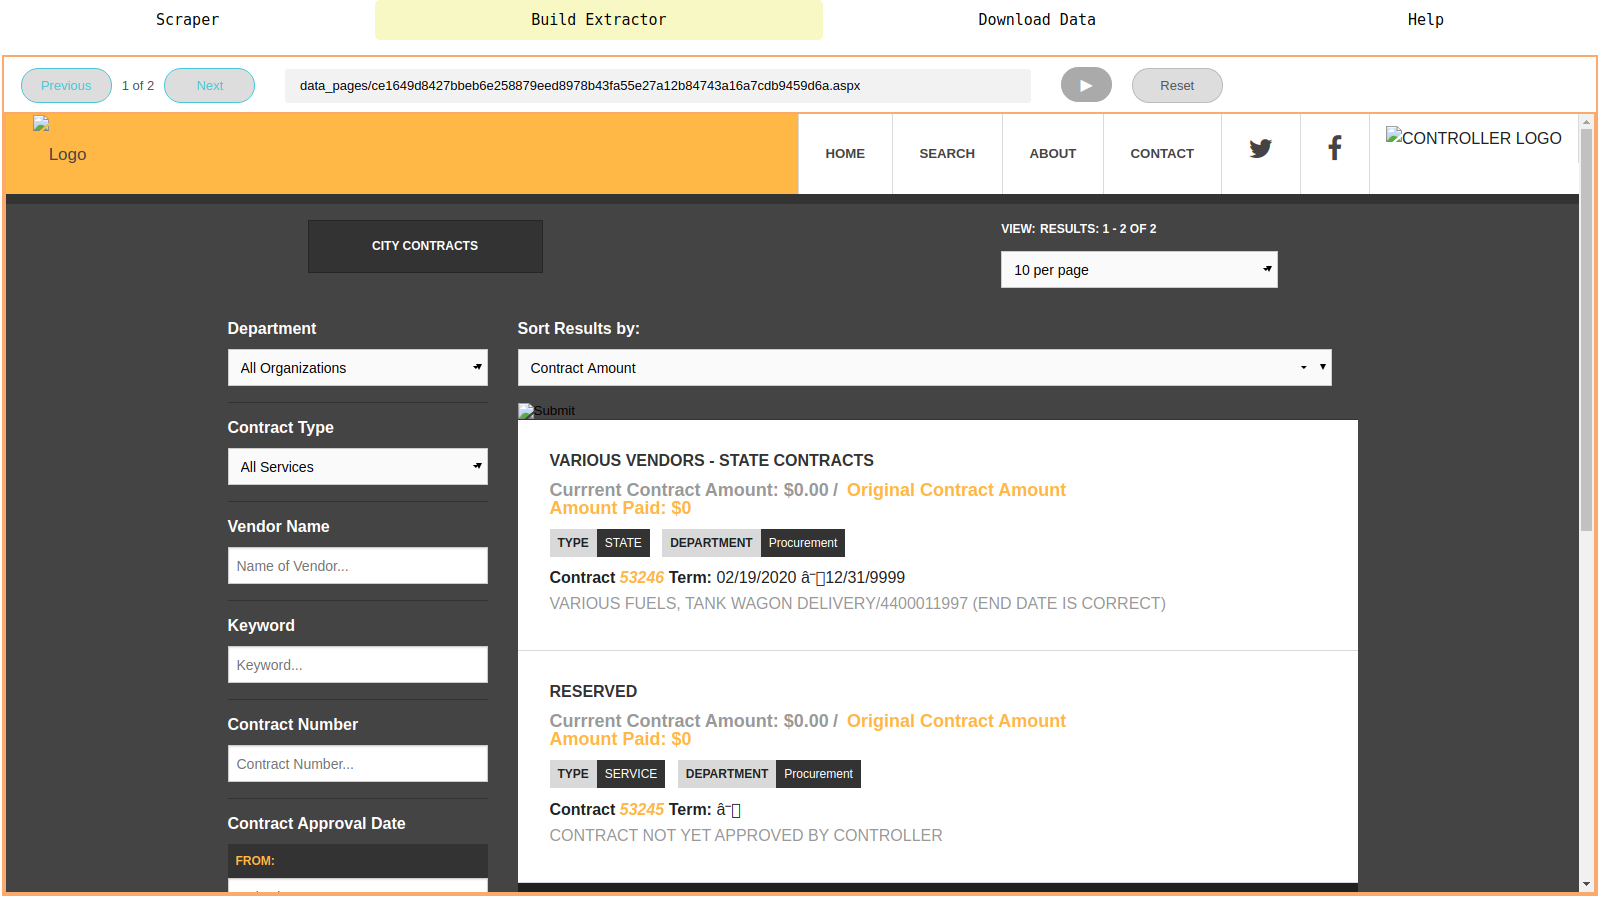 Scraper
Build Extractor
Download Data
Help
Previous
1 of 2
Next
data_pages/ce1649d8427bbeb6e258879eed8978b43fa55e27a12b84743a16a7cdb9459d6a.aspx
Reset
Logo
HOME
SEARCH
ABOUT
CONTACT
CONTROLLER LOGO
CITY CONTRACTS
VIEW: RESULTS: 1 - 2 OF 2
10 per page
Department
All Organizations
Contract Type
All Services
Vendor Name
Name of Vendor...
Keyword
Keyword...
Contract Number
Contract Number...
Contract Approval Date
FROM:
Sort Results by:
Contract Amount
Submit
VARIOUS VENDORS - STATE CONTRACTS
Currrent Contract Amount: $0.00 / Original Contract Amount
Amount Paid: $0
TYPE STATE DEPARTMENT Procurement
Contract 53246 Term: 02/19/2020 â¯12/31/9999
VARIOUS FUELS, TANK WAGON DELIVERY/4400011997 (END DATE IS CORRECT)
RESERVED
Currrent Contract Amount: $0.00 / Original Contract Amount
Amount Paid: $0
TYPE SERVICE DEPARTMENT Procurement
Contract 53245 Term: â¯
CONTRACT NOT YET APPROVED BY CONTROLLER